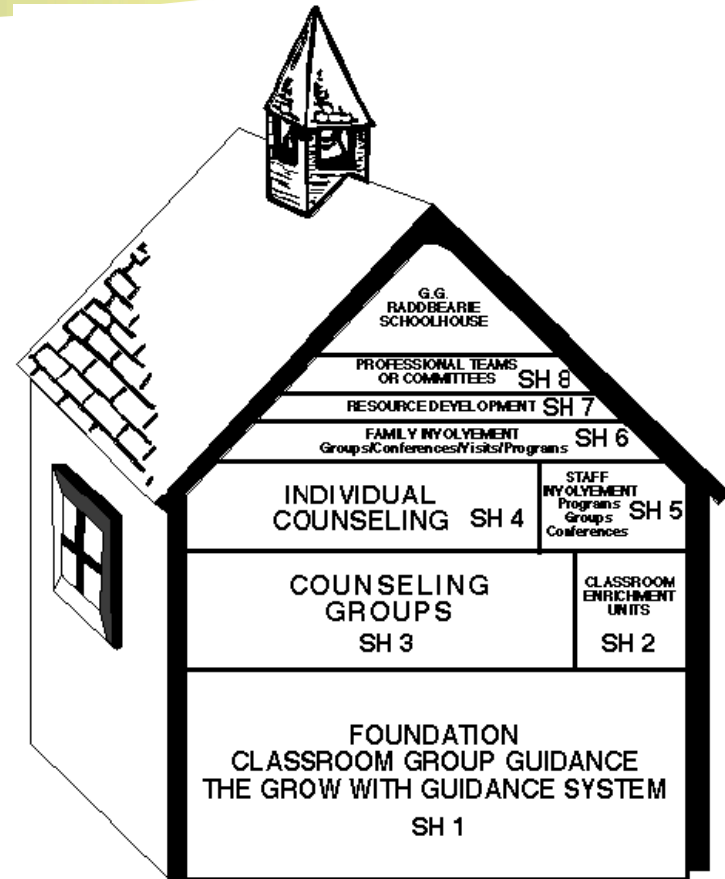 G.G.
RADDBEARIE
SCHOOLHOUSE
PROFESSIONAL TEAMS
OR COMMITTEES SH 8
RESOURCE DEVELOPMENT SH 7
FAMILY INYOLYEMENT SH 6
Groups/Conferences/Visits/Programs
INDIVIDUAL
COUNSELING SH 4
STAFF
INYOLYEMENT
Programs
Groups SH 5
Conferences
COUNSELING
GROUPS
SH 3
CLASSROOM
ENRICHMENT
UNITS
SH 2
FOUNDATION
CLASSROOM GROUP GUIDANCE
THE GROW WITH GUIDANCE SYSTEM
SH 1